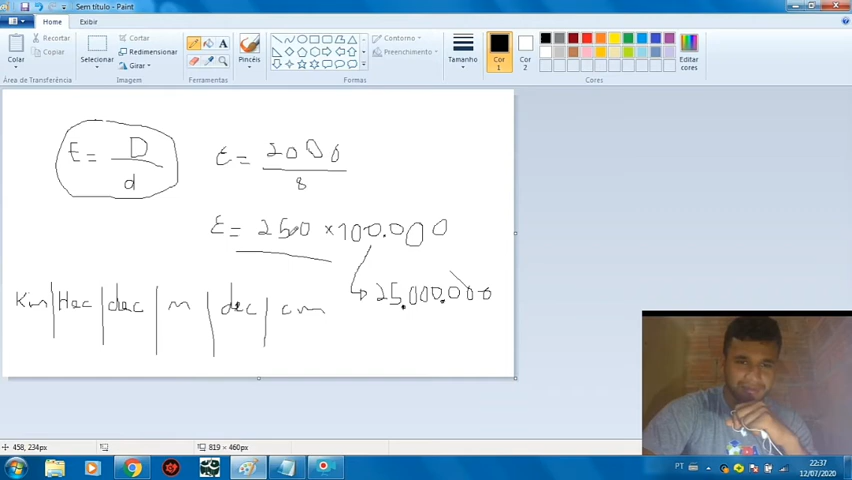 Sem título - Paint
Home
Exibir
Colar
Recortar
Copiar
Área de Transferência
Selecionar
Cortar
Redimensionar
Girar
Imagem
A
Ferramentas
Pincéis
Contorno
Preenchimento
Formas
Tamanho
Cor 1
Cor 2
Editar cores
Cores
E = D/d
E = 2000/8
E = 250 × 100.000
25.000.000
Km | Hec | dec | m | dec | cm
458, 234px
819 × 460px
PT
22:37
12/07/2020